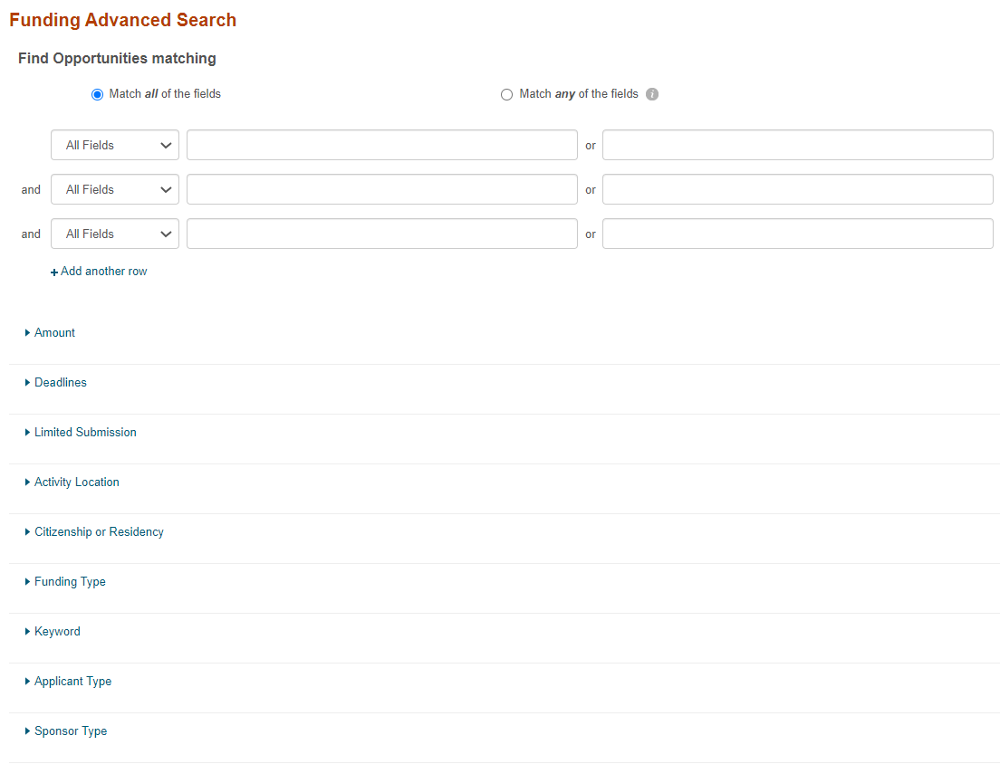 Funding Advanced Search
Find Opportunities matching
Match all of the fields
Match any of the fields i
All Fields or
and All Fields or
and All Fields or
+ Add another row
Amount
Deadlines
Limited Submission
Activity Location
Citizenship or Residency
Funding Type
Keyword
Applicant Type
Sponsor Type